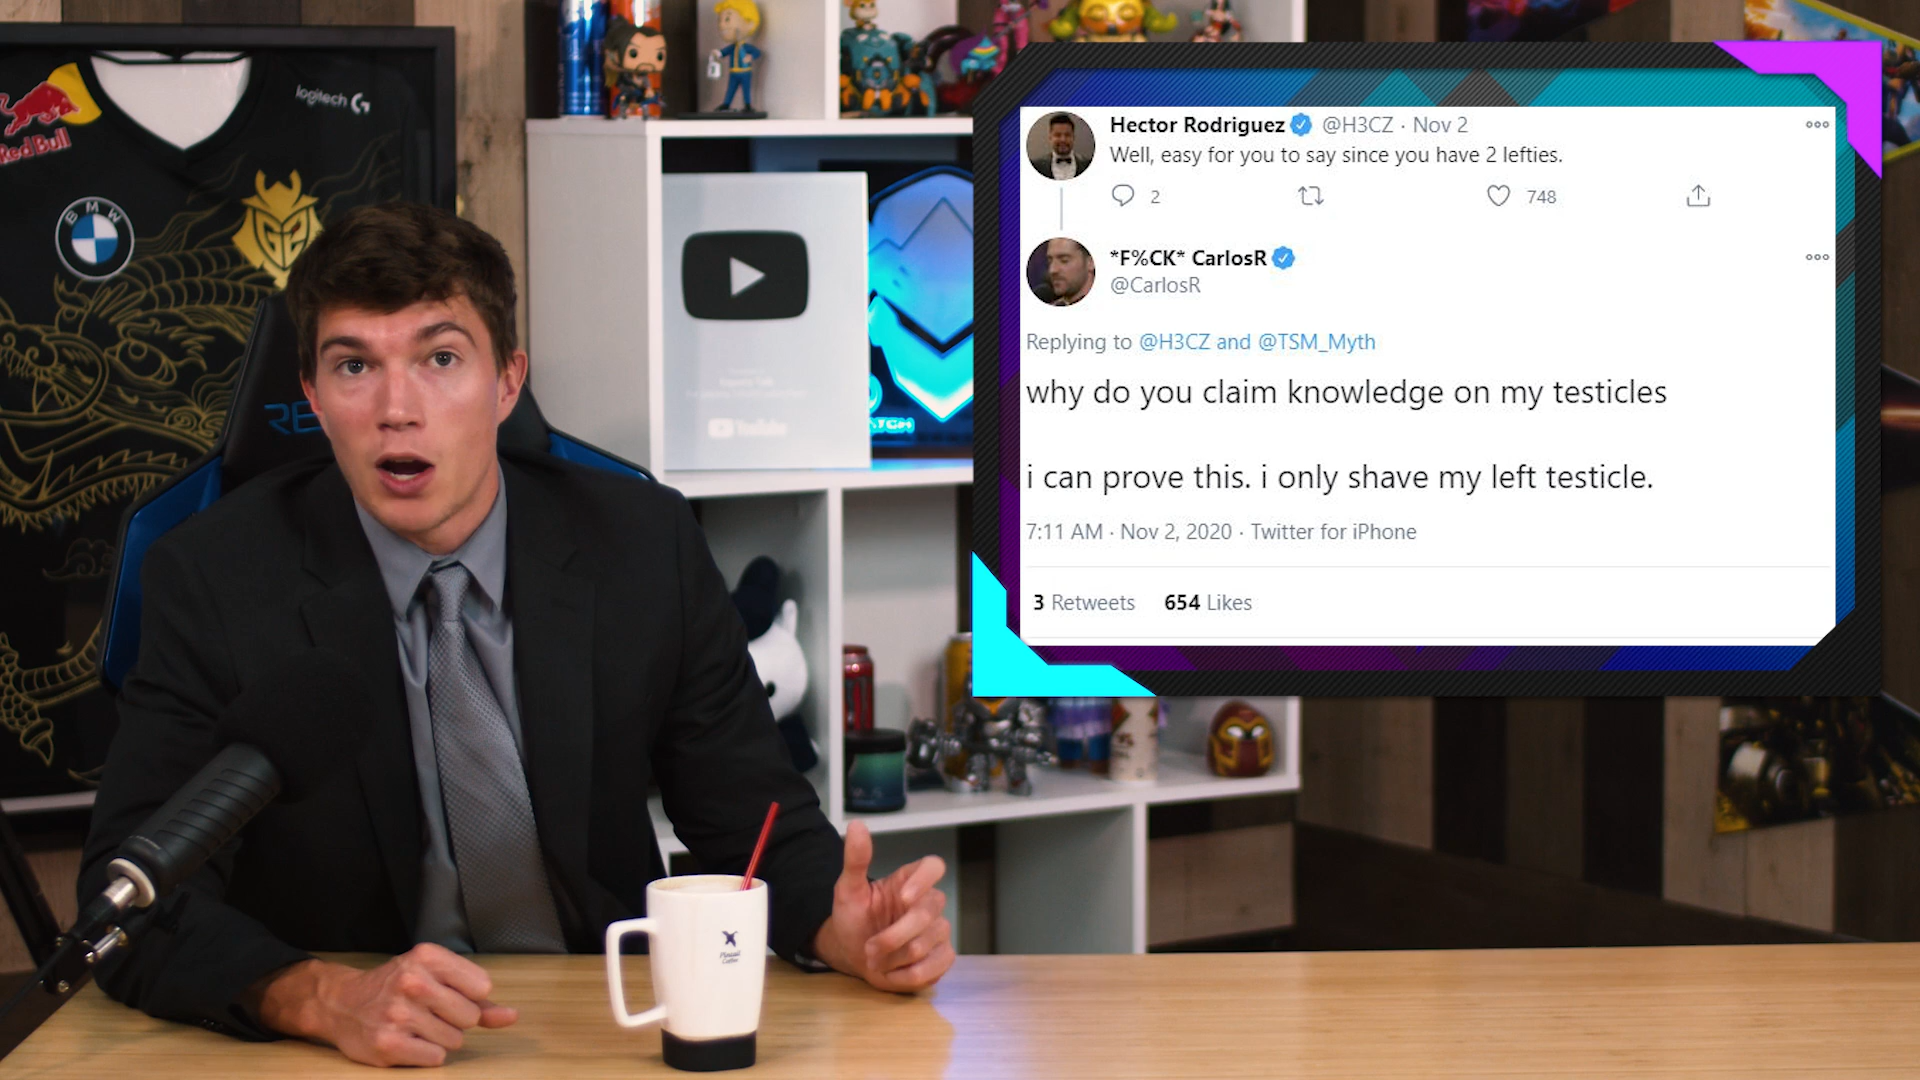 Red Bull
logitech G
BMW
G2
RE
YouTube
Hector Rodriguez @H3CZ · Nov 2
Well, easy for you to say since you have 2 lefties.
2
748
*F%CK* CarlosR
@CarlosR
Replying to @H3CZ and @TSM_Myth
why do you claim knowledge on my testicles
i can prove this. i only shave my left testicle.
7:11 AM · Nov 2, 2020 · Twitter for iPhone
3 Retweets 654 Likes